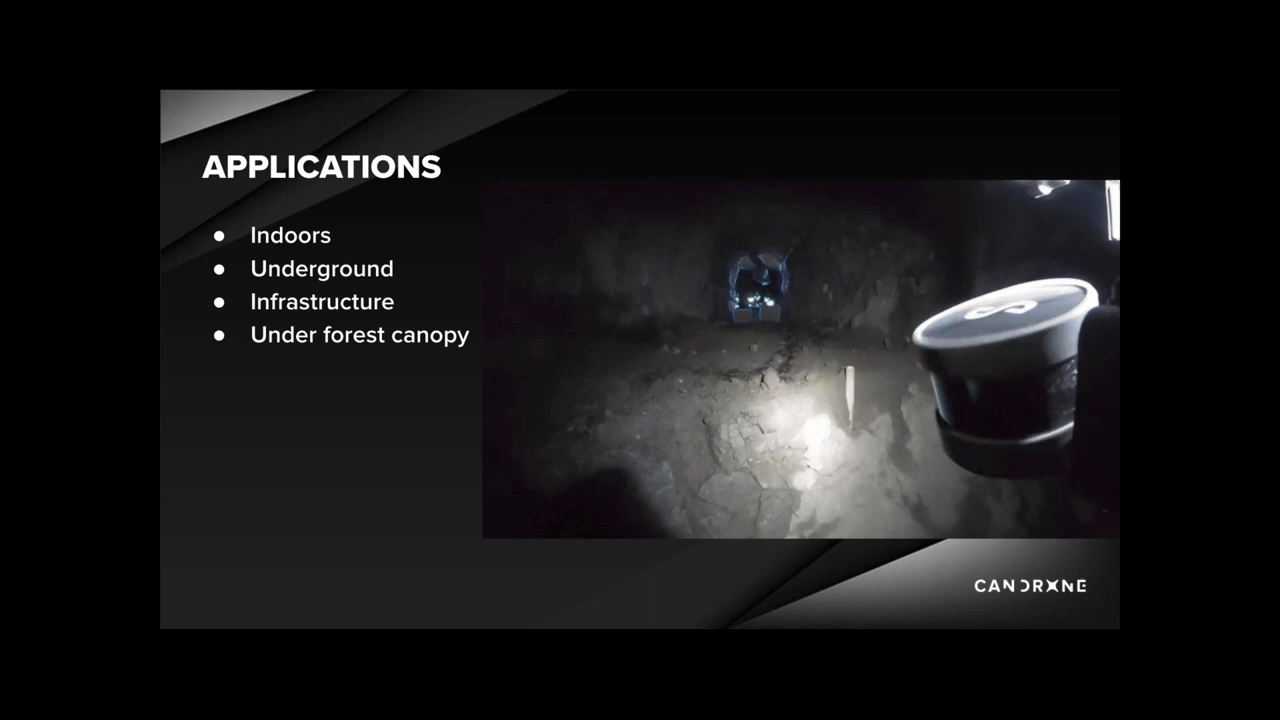 APPLICATIONS
● Indoors
● Underground
● Infrastructure
● Under forest canopy
CANDRONE